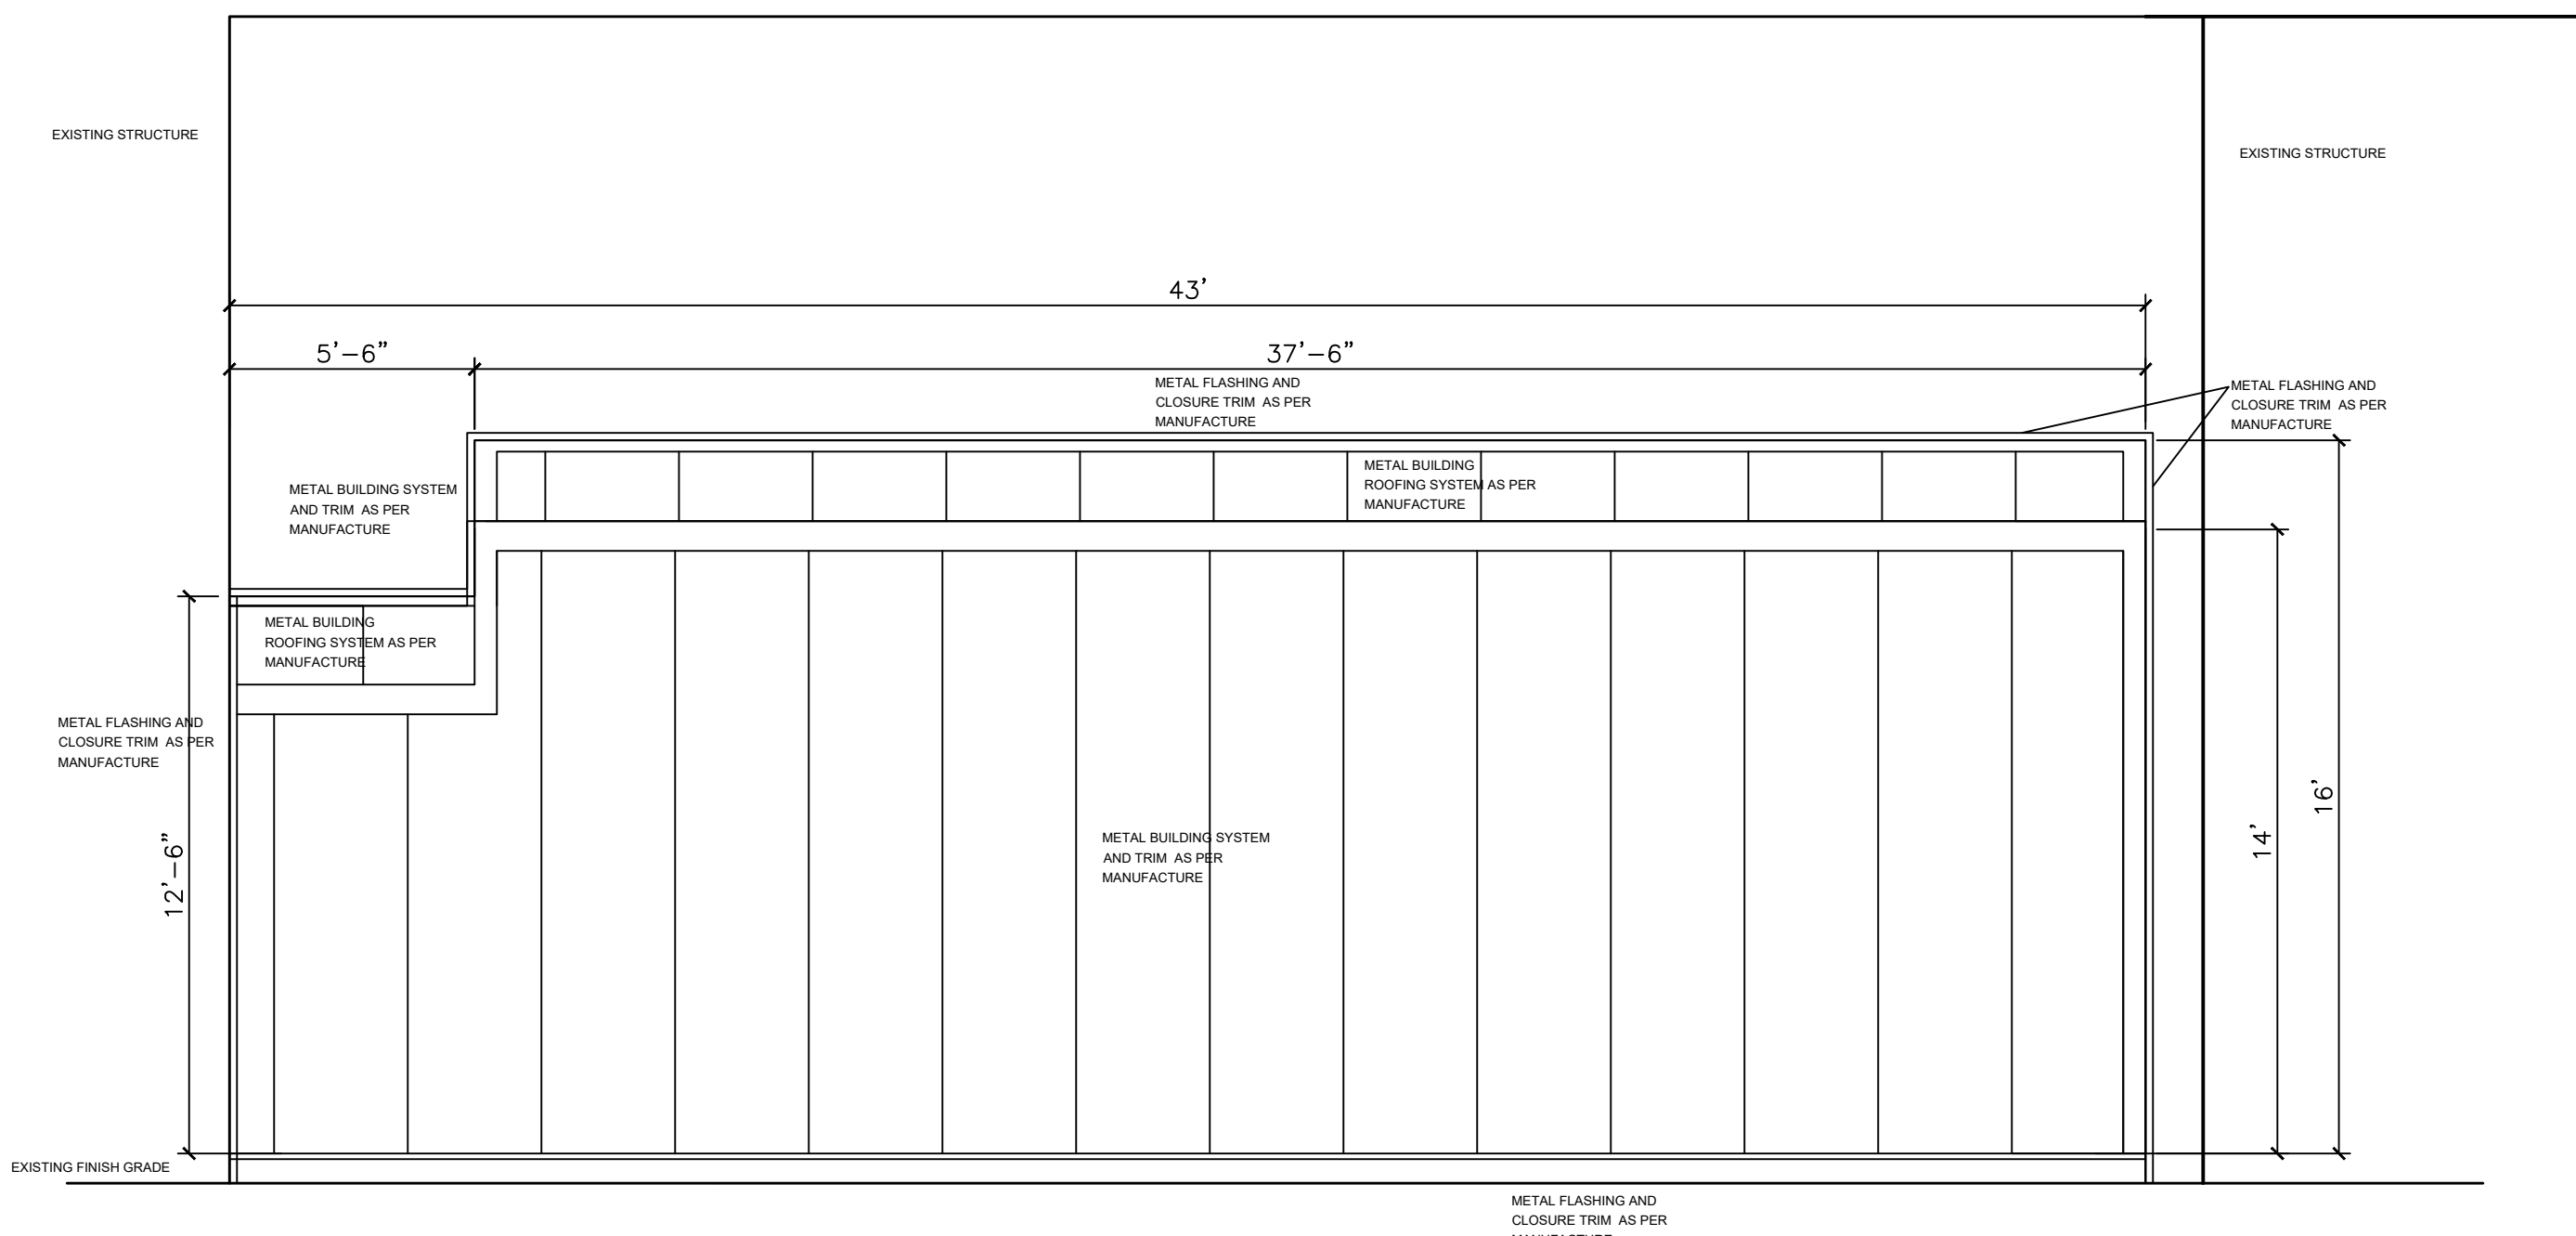 EXISTING STRUCTURE
EXISTING STRUCTURE
43’
5’-6”
37’-6”
METAL FLASHING AND
CLOSURE TRIM AS PER
MANUFACTURE
METAL FLASHING AND
CLOSURE TRIM AS PER
MANUFACTURE
METAL BUILDING
ROOFING SYSTEM AS PER
MANUFACTURE
METAL BUILDING SYSTEM
AND TRIM AS PER
MANUFACTURE
METAL BUILDING
ROOFING SYSTEM AS PER
MANUFACTURE
METAL FLASHING AND
CLOSURE TRIM AS PER
MANUFACTURE
12’-6”
METAL BUILDING SYSTEM
AND TRIM AS PER
MANUFACTURE
14’
16’
EXISTING FINISH GRADE
METAL FLASHING AND
CLOSURE TRIM AS PER